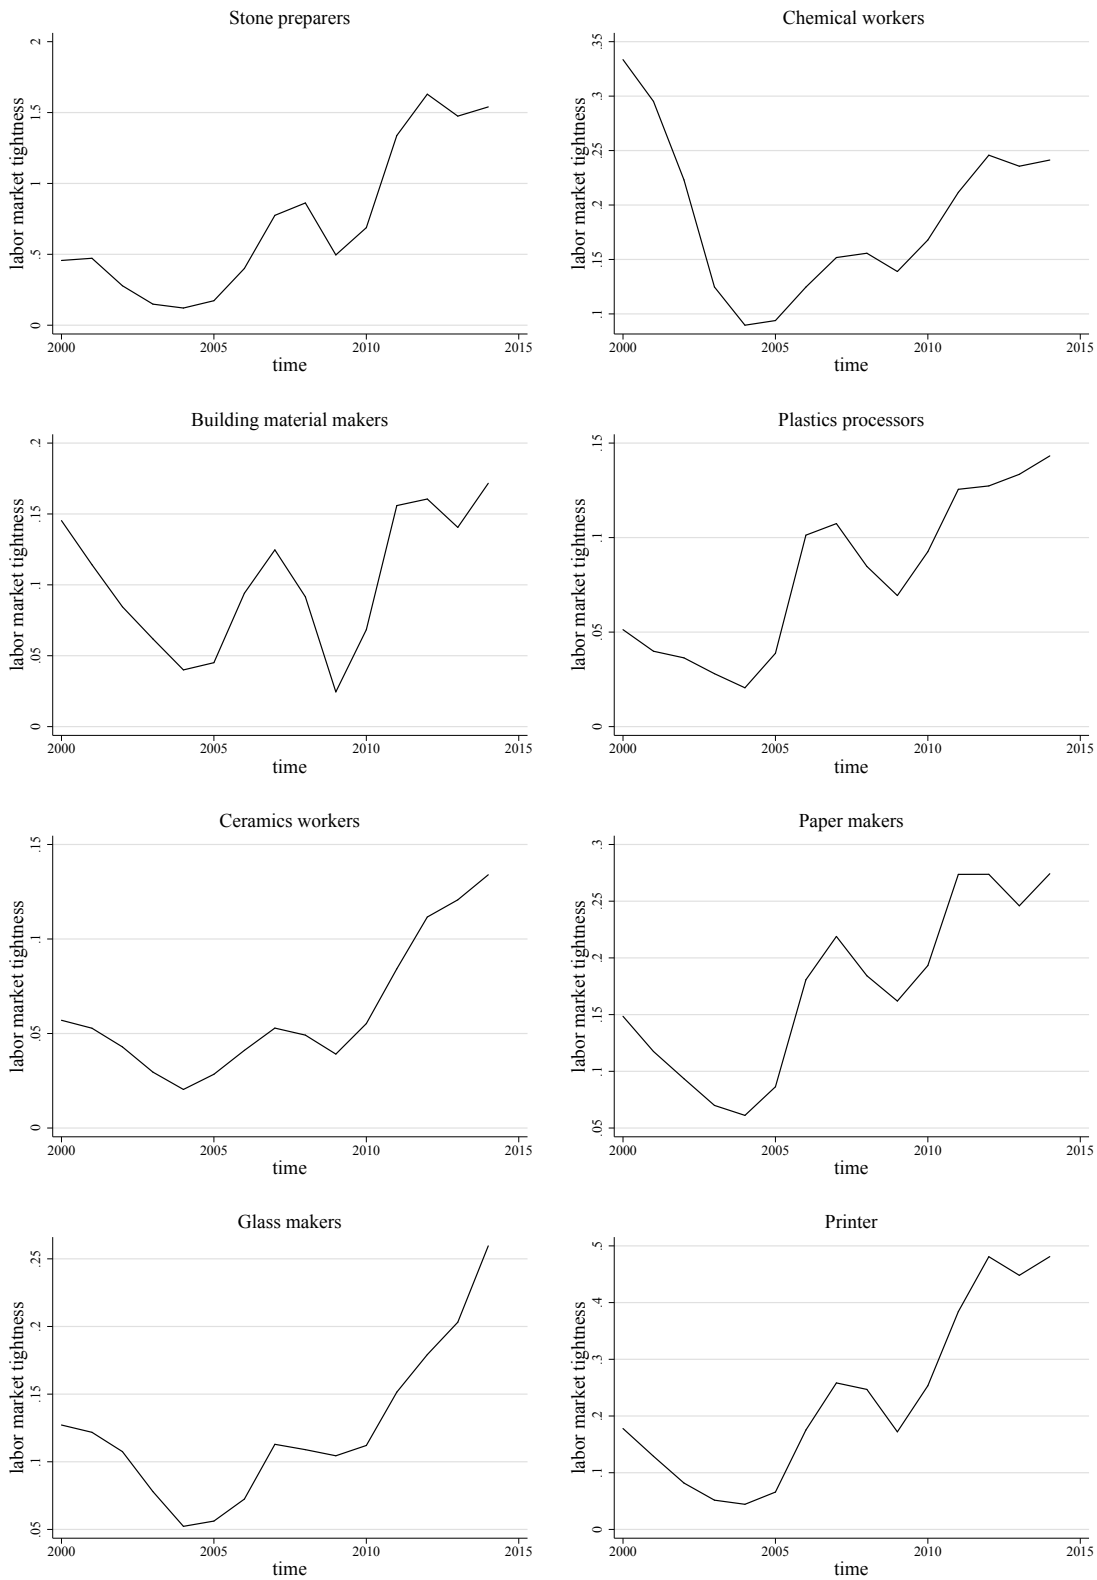 Stone preparers
labor market tightness
2
1.5
1
.5
0
2000 2005 2010 2015
time
Chemical workers
labor market tightness
.35
.3
.25
.2
.15
.1
2000 2005 2010 2015
time
Building material makers
labor market tightness
.2
.15
.1
.05
0
2000 2005 2010 2015
time
Plastics processors
labor market tightness
.15
.1
.05
0
2000 2005 2010 2015
time
Ceramics workers
labor market tightness
.15
.1
.05
0
2000 2005 2010 2015
time
Paper makers
labor market tightness
.3
.25
.2
.15
.1
.05
2000 2005 2010 2015
time
Glass makers
labor market tightness
.25
.2
.15
.1
.05
2000 2005 2010 2015
time
Printer
labor market tightness
.5
.4
.3
.2
.1
0
2000 2005 2010 2015
time